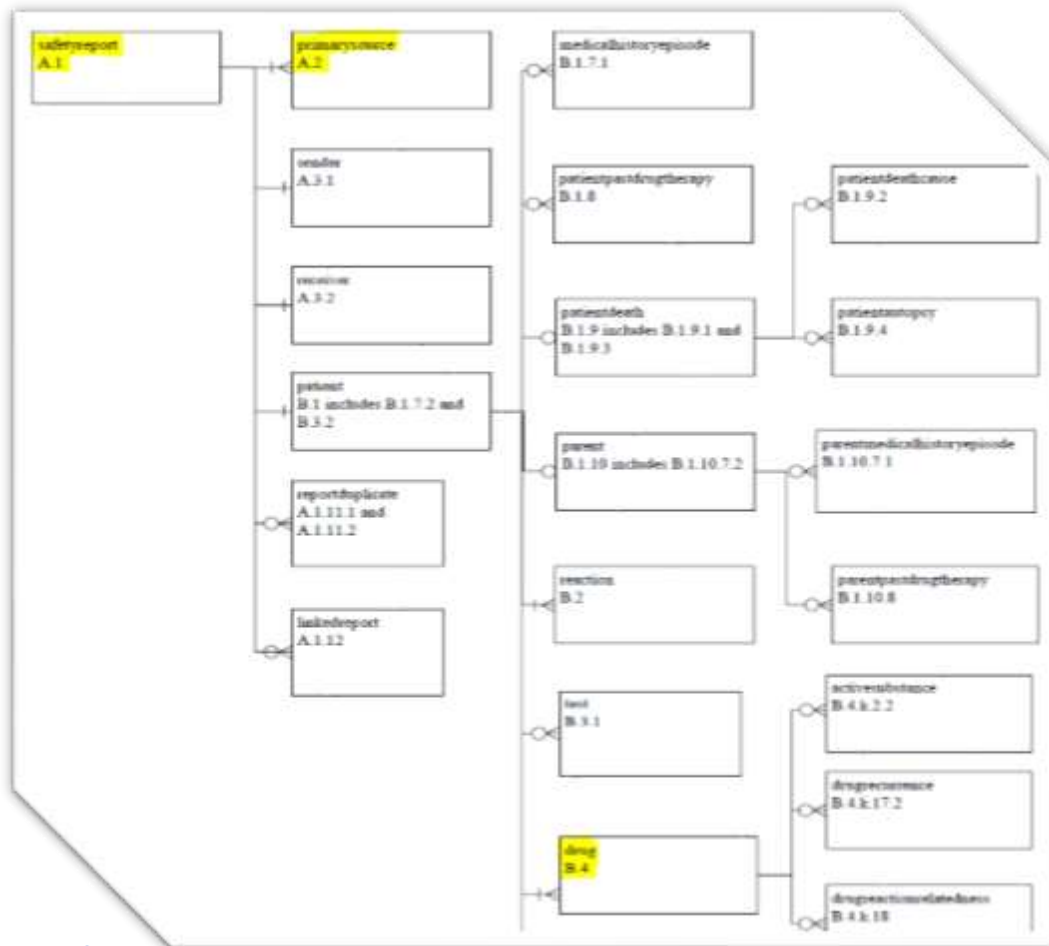 safetyreport
A.1
primarysource
A.2
sender
A.3.1
receiver
A.3.2
patient
B.1 includes B.1.7.2 and
B.3.2
reportduplicate
A.1.11.1 and
A.1.11.2
linkedreport
A.1.12
medicalhistoryepisode
B.1.7.1
patientpastdrugtherapy
B.1.8
patientdeath
B.1.9 includes B.1.9.1 and
B.1.9.3
parent
B.1.10 includes B.1.10.7.2
reaction
B.2
test
B.3.1
drug
B.4
patientdeathcause
B.1.9.2
patientautopsy
B.1.9.4
parentmedicalhistoryepisode
B.1.10.7.1
parentpastdrugtherapy
B.1.10.8
activesubstance
B.4.k.2.2
drugrecurrence
B.4.k.17.2
drugreactionrelatedness
B.4.k.18